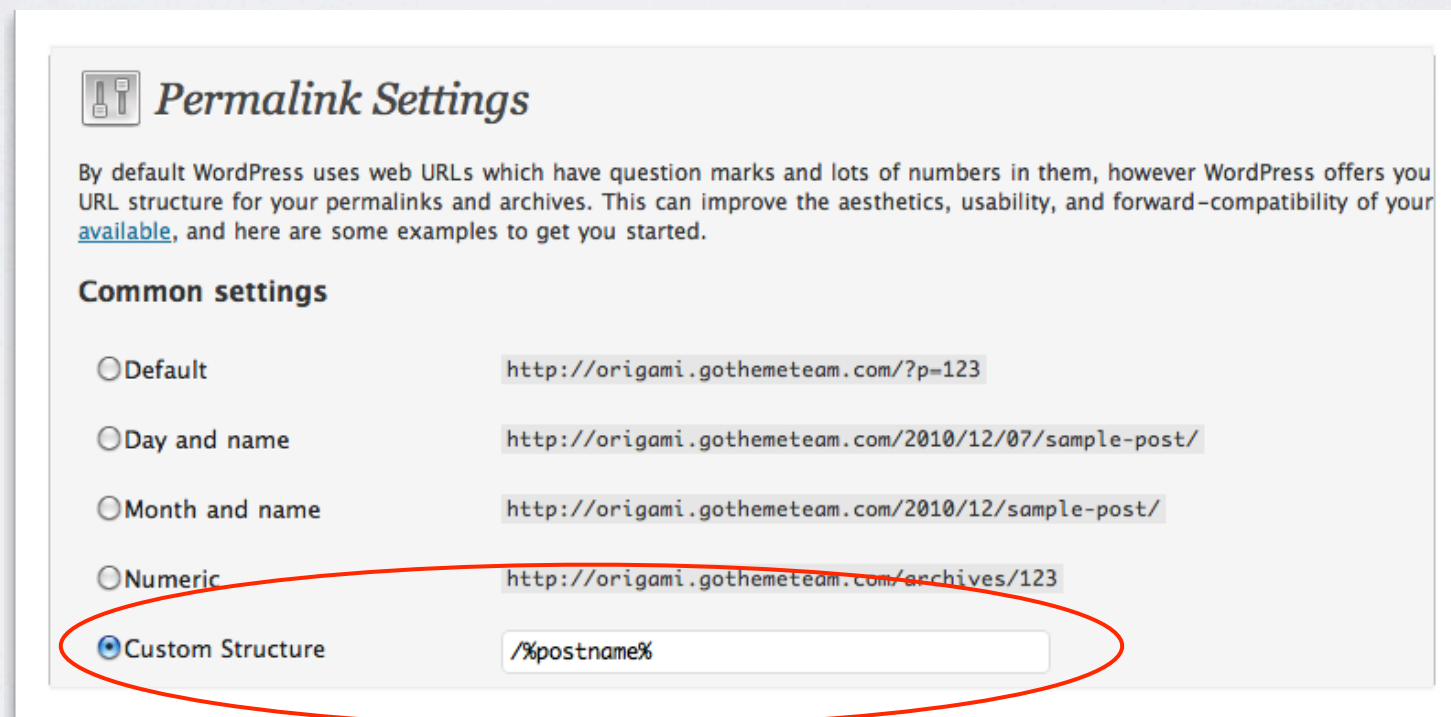 Permalink Settings
By default WordPress uses web URLs which have question marks and lots of numbers in them, however WordPress offers you
URL structure for your permalinks and archives. This can improve the aesthetics, usability, and forward-compatibility of your
available, and here are some examples to get you started.
Common settings
Default http://origami.gothemeteam.com/?p=123
Day and name http://origami.gothemeteam.com/2010/12/07/sample-post/
Month and name http://origami.gothemeteam.com/2010/12/sample-post/
Numeric http://origami.gothemeteam.com/archives/123
Custom Structure /%postname%